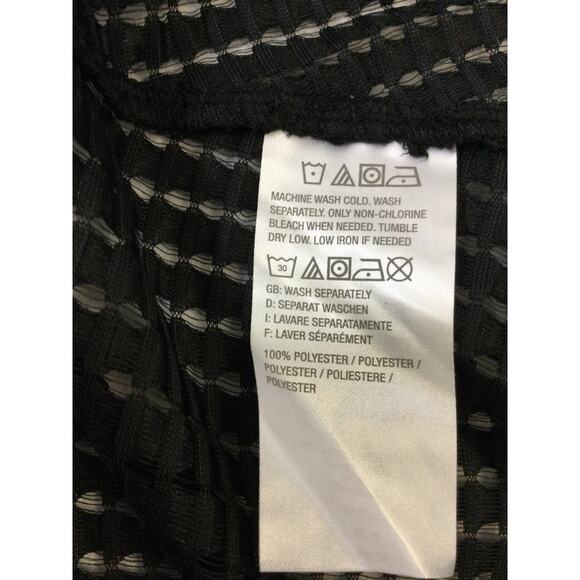 MACHINE WASH COLD. WASH
SEPARATELY. ONLY NON-CHLORINE
BLEACH WHEN NEEDED. TUMBLE
DRY LOW. LOW IRON IF NEEDED
30
GB: WASH SEPARATELY
D: SEPARAT WASCHEN
I: LAVARE SEPARATAMENTE
F: LAVER SÉPARÉMENT
100% POLYESTER / POLYESTER /
POLYESTER / POLIESTERE /
POLYESTER